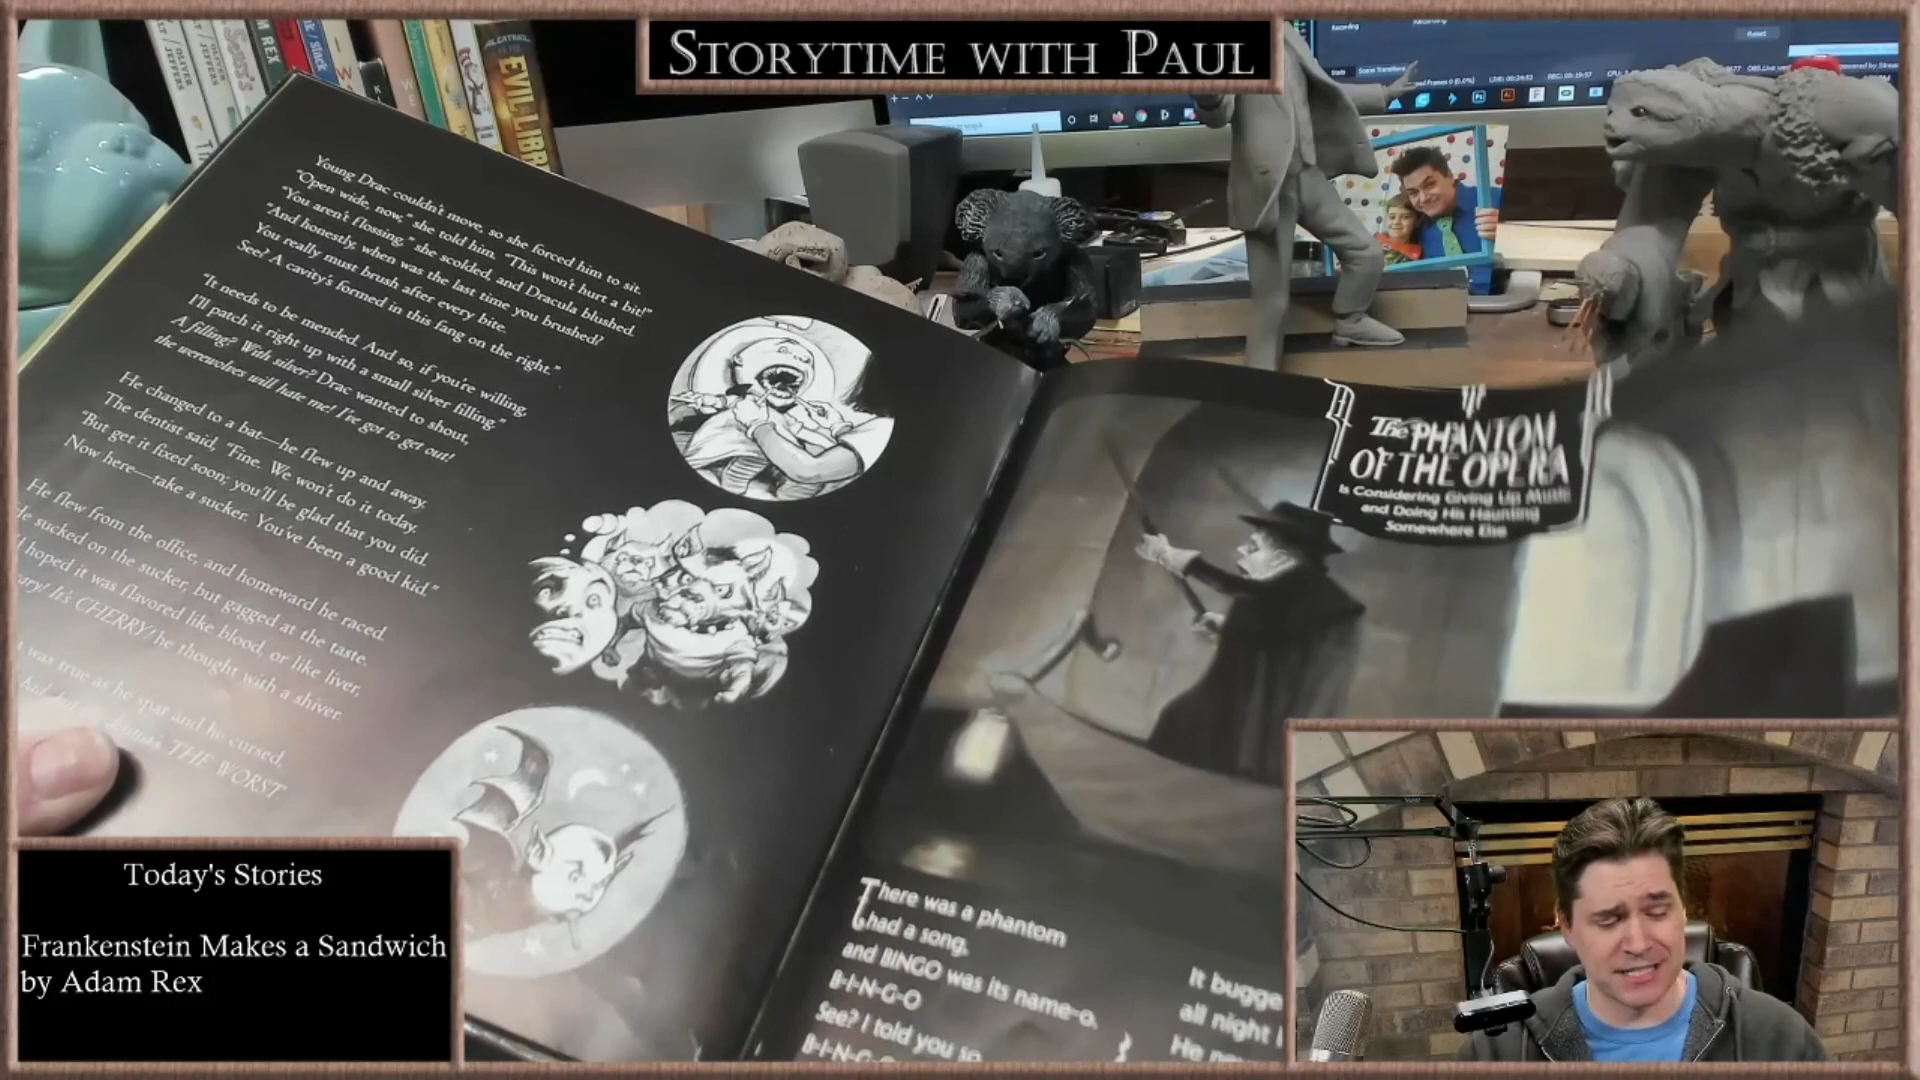 STORYTIME WITH PAUL
Young Drac couldn't move, so she forced him to sit.
"Open wide, now," she told him. "This won't hurt a bit!"
"You aren't flossing," she scolded, and Dracula blushed.
"And honestly, when was the last time you brushed?
You really must brush after every bite.
See? A cavity's formed in this fang on the right."
"It needs to be mended. And so, if you're willing,
I'll patch it right up with a small silver filling."
A filling? With silver? Drac wanted to shout,
the werewolves will hate me! I've got to get out!
He changed to a bat—he flew up and away.
The dentist said, "Fine. We won't do it today.
"But get it fixed soon; you'll be glad that you did.
Now here—take a sucker. You've been a good kid."
He flew from the office, and homeward he raced.
sucked on the sucker, but gagged at the taste.
hoped it was flavored like blood, or like liver,
It's CHERRY! he thought with a shiver.
was true as he spat and he cursed,
THE WORST.
The PHANTOM
OF THE OPERA
Is Considering Giving Up Music
and Doing His Haunting
Somewhere Else
There was a phantom
had a song,
and BINGO was its name-o.
B-I-N-G-O
See? I told you so
B-I-N-G-O
It bugge
all night
He
EVIL LIBR
Today's Stories
Frankenstein Makes a Sandwich
by Adam Rex